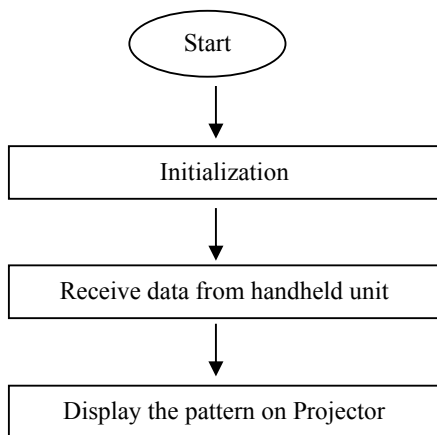 Start
Initialization
Receive data from handheld unit
Display the pattern on Projector